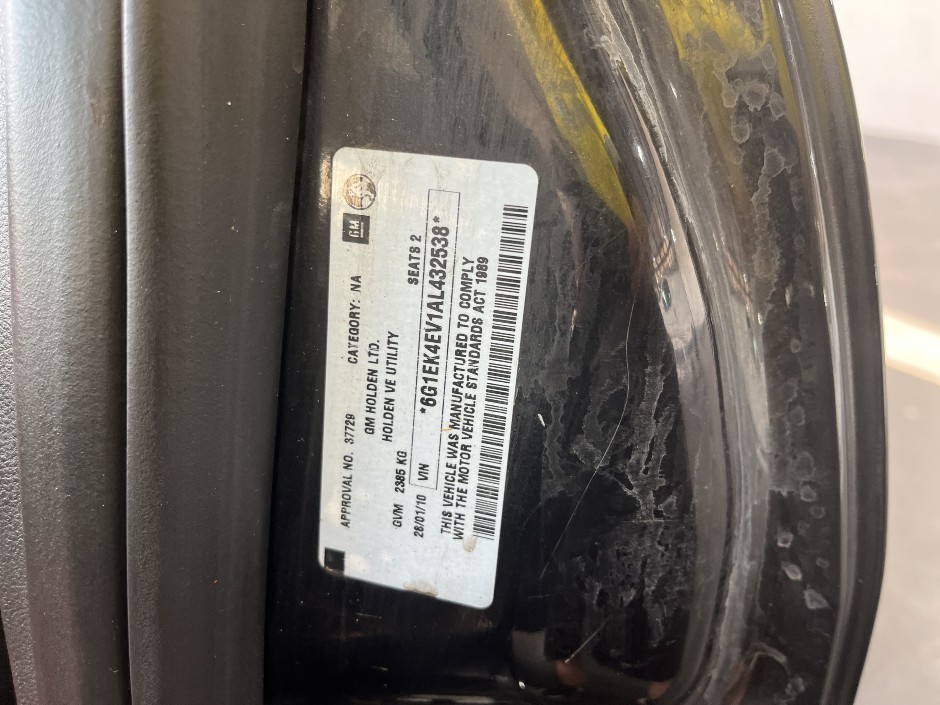 GM
APPROVAL NO. 37729 CATEGORY: NA
GM HOLDEN LTD.
HOLDEN VE UTILITY
GVM 2385 KG SEATS 2
28/01/10 VIN *6G1EK4EV1AL432538*
THIS VEHICLE WAS MANUFACTURED TO COMPLY
WITH THE MOTOR VEHICLE STANDARDS ACT 1989